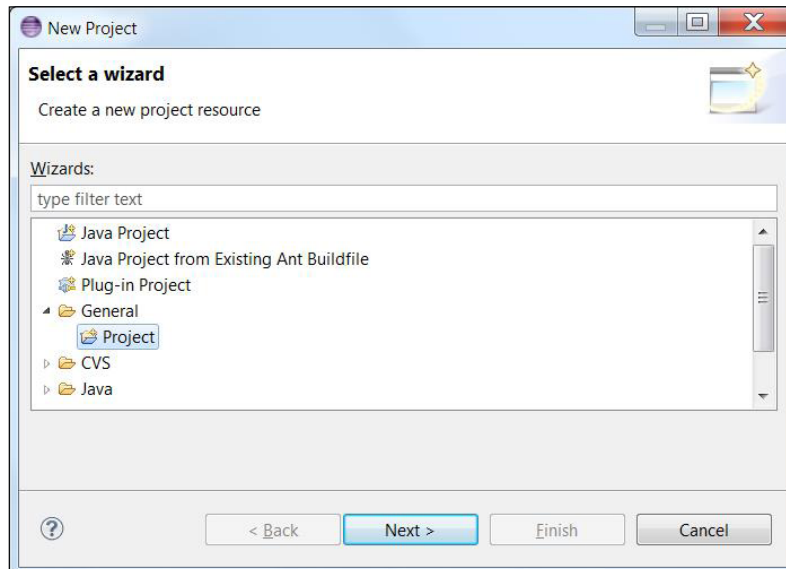 New Project
Select a wizard
Create a new project resource
Wizards:
type filter text
Java Project
Java Project from Existing Ant Buildfile
Plug-in Project
General
Project
CVS
Java
?
< Back Next > Finish Cancel